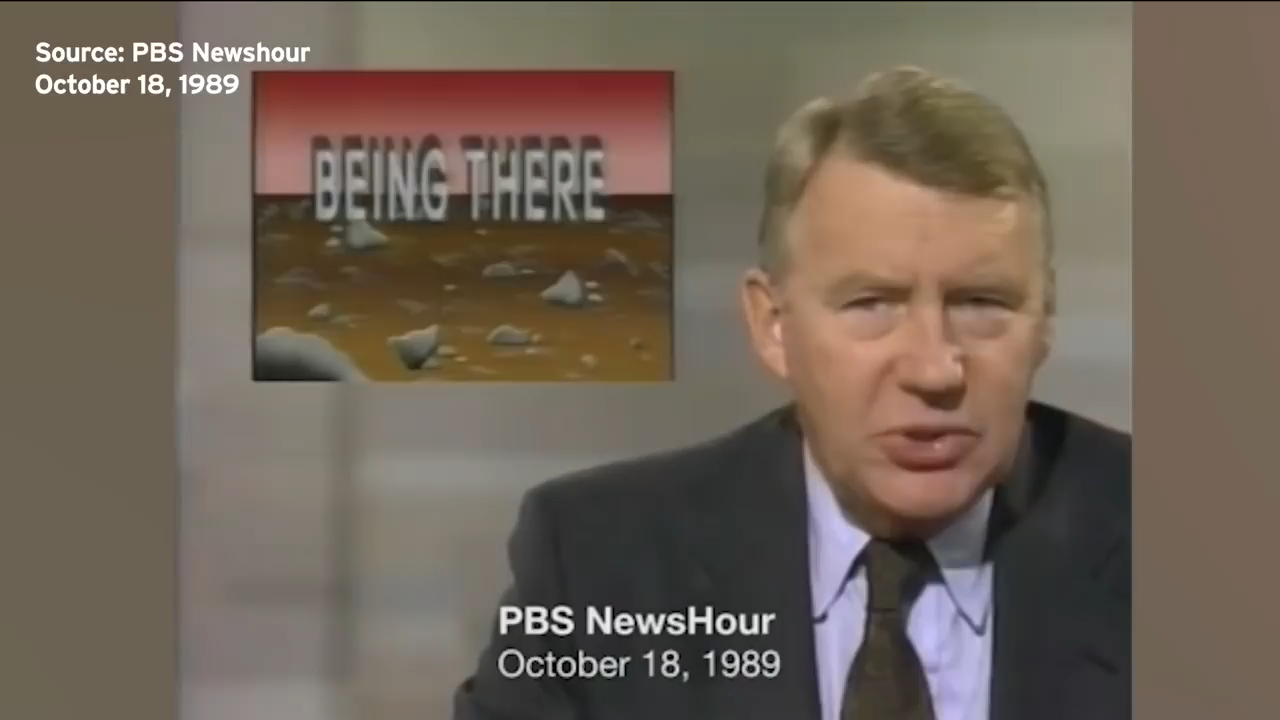 Source: PBS Newshour
October 18, 1989
BEING THERE
PBS NewsHour
October 18, 1989